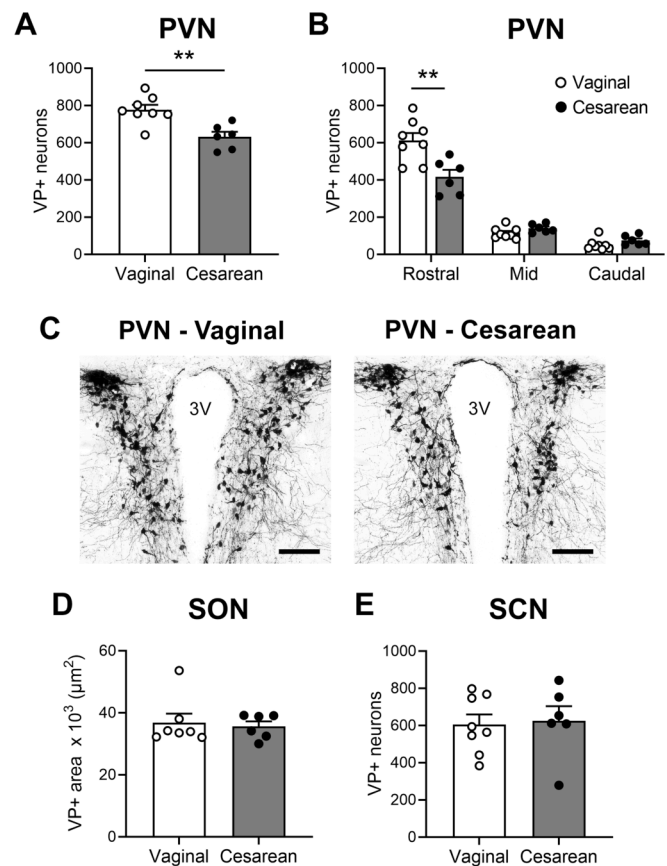 A
PVN
**
1000
800
600
400
200
0
VP+ neurons
Vaginal
Cesarean
B
PVN
**
Vaginal
Cesarean
1000
800
600
400
200
0
VP+ neurons
Rostral
Mid
Caudal
C
PVN - Vaginal
PVN - Cesarean
3V
3V
D
SON
60
40
20
0
VP+ area x 10³ (μm²)
Vaginal
Cesarean
E
SCN
1000
800
600
400
200
0
VP+ neurons
Vaginal
Cesarean